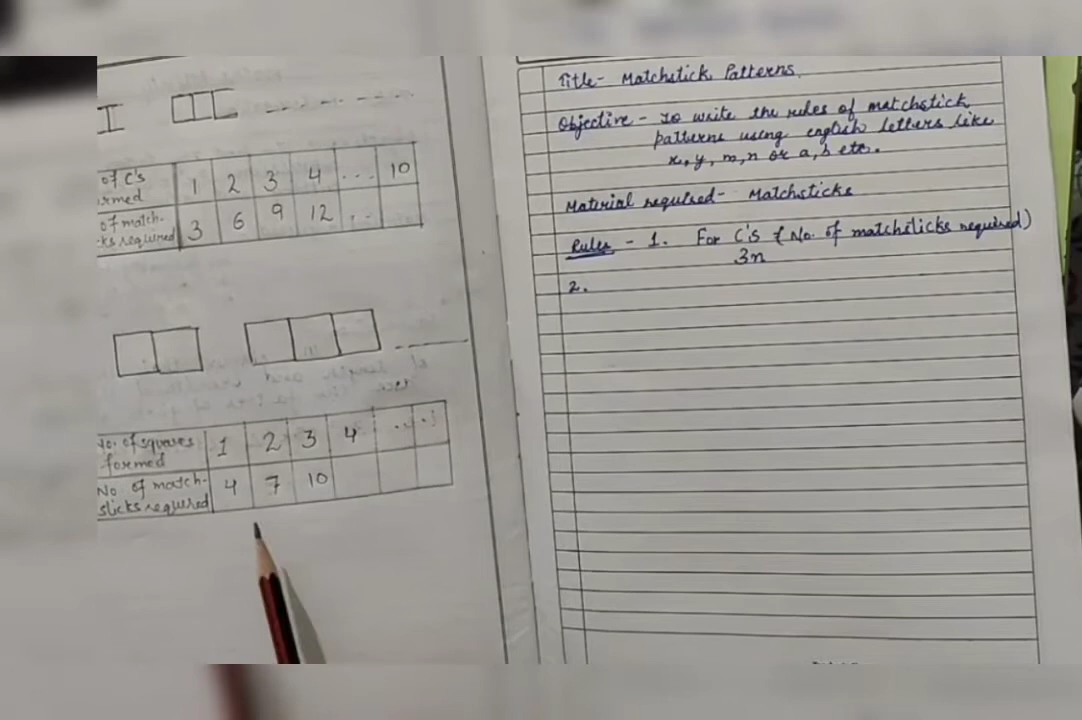 of C's 1 2 3 4 ... 10
rmed
of match- 3 6 9 12 ..
ks required
No. of squares 1 2 3 4 ...
formed
No of match- 4 7 10
sticks required
Title - Matchstick Patterns
Objective - To write the rules of matchstick
patterns using english letters like
x, y, m, n or a, b etc.
Material required - Matchsticks
Rules - 1. For C's { No. of matchsticks required)
3n
2.